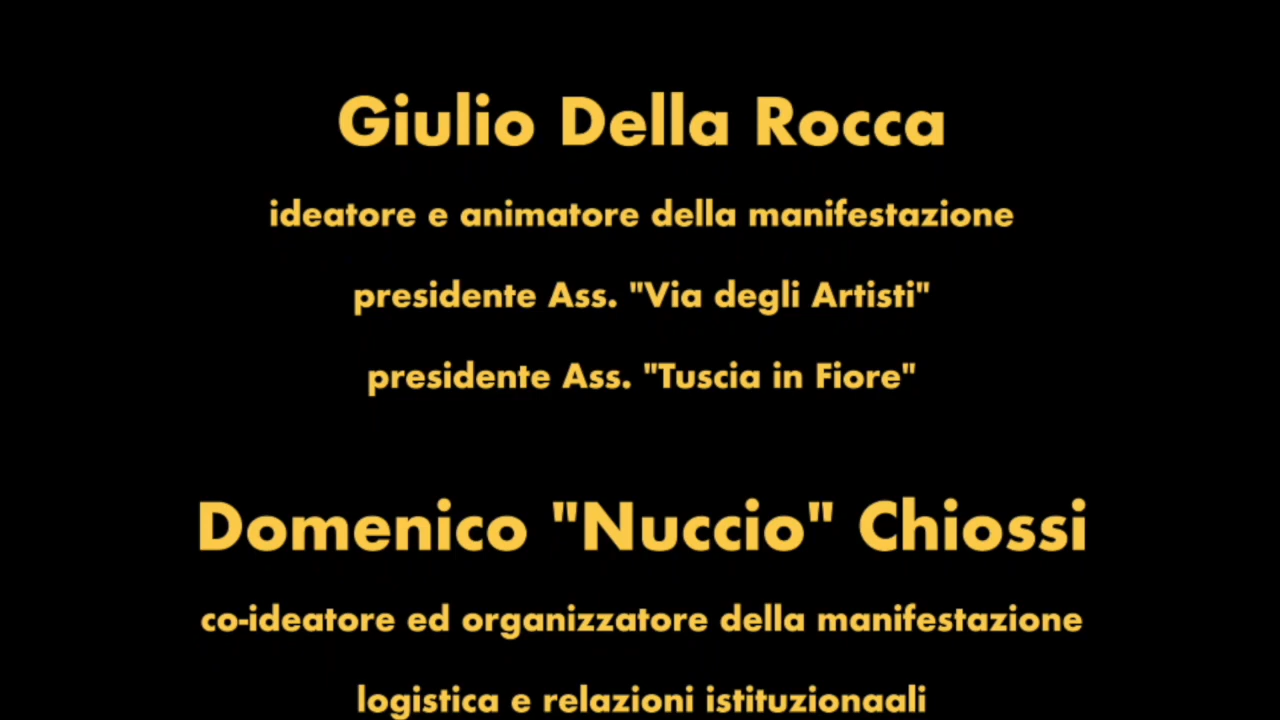 Giulio Della Rocca
ideatore e animatore della manifestazione
presidente Ass. "Via degli Artisti"
presidente Ass. "Tuscia in Fiore"
Domenico "Nuccio" Chiossi
co-ideatore ed organizzatore della manifestazione
logistica e relazioni istituzionaali